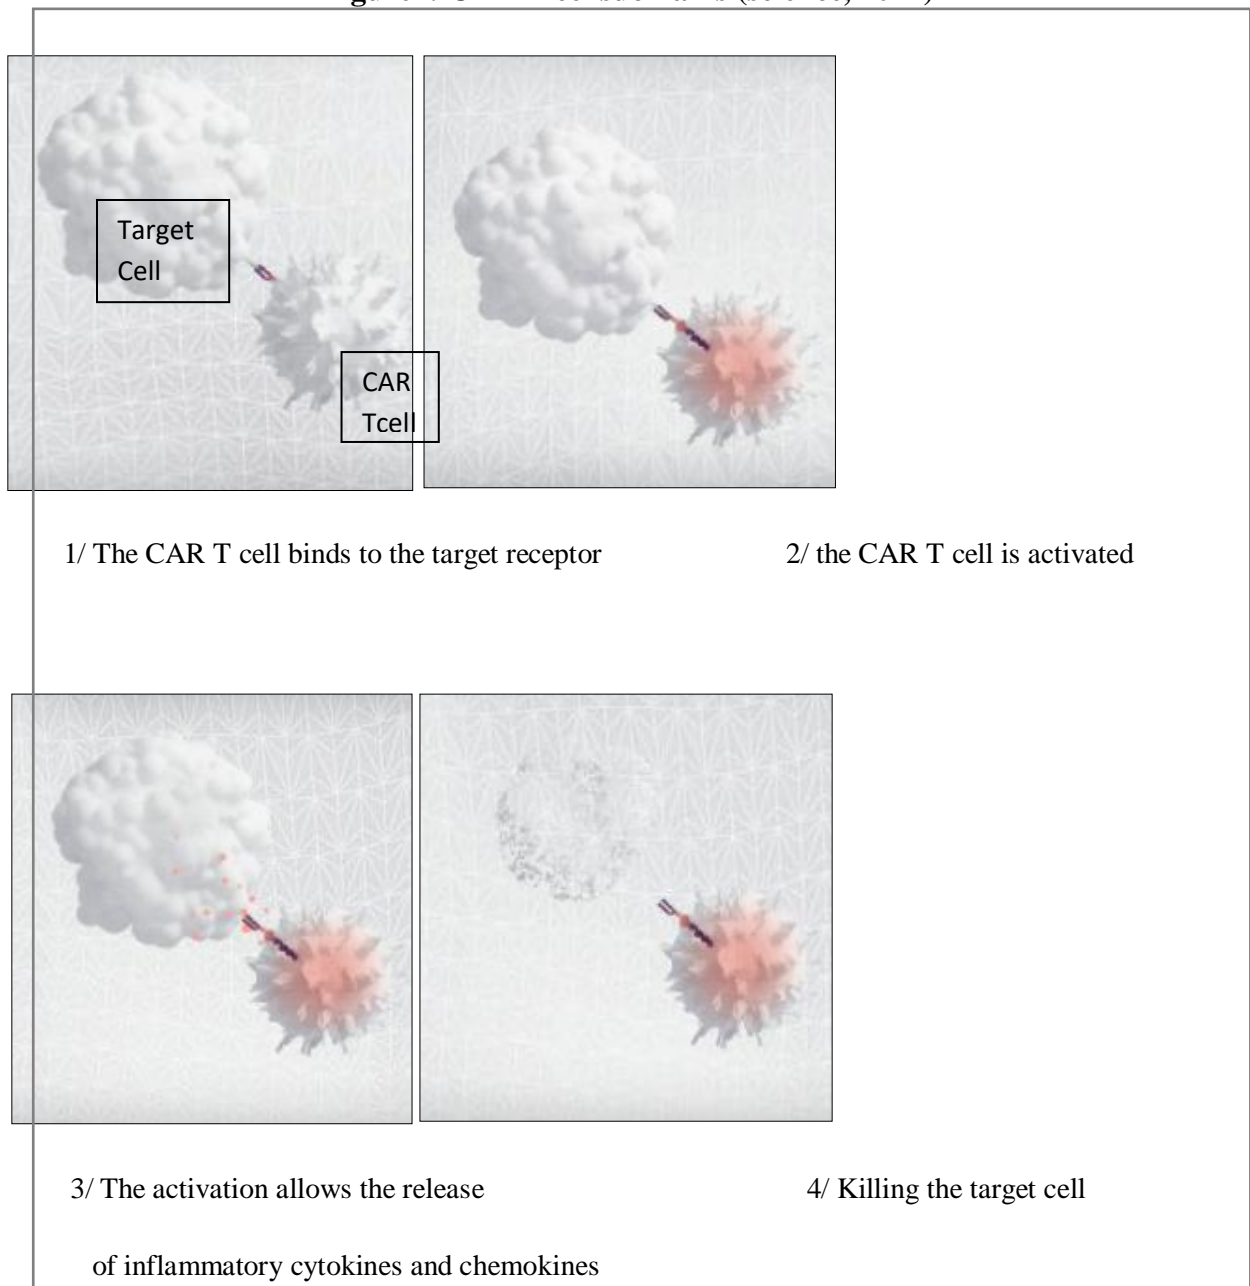 Target
Cell
CAR
Tcell
1/ The CAR T cell binds to the target receptor
2/ the CAR T cell is activated
3/ The activation allows the release
of inflammatory cytokines and chemokines
4/ Killing the target cell